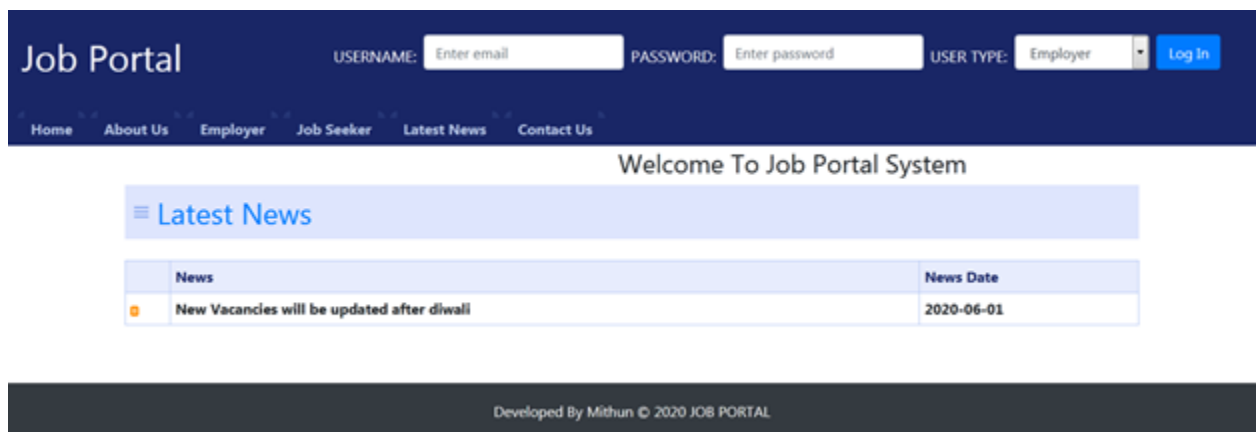 Job Portal USERNAME: Enter email PASSWORD: Enter password USER TYPE: Employer Log In
Home About Us Employer Job Seeker Latest News Contact Us
Welcome To Job Portal System
Latest News
News News Date
New Vacancies will be updated after diwali 2020-06-01
Developed By Mithun © 2020 JOB PORTAL